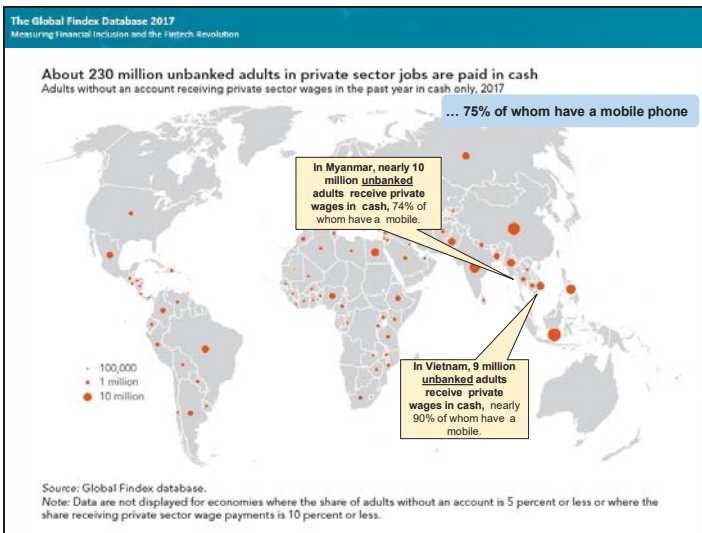 The Global Findex Database 2017
Measuring Financial Inclusion and the Fintech Revolution
About 230 million unbanked adults in private sector jobs are paid in cash
Adults without an account receiving private sector wages in the past year in cash only, 2017
... 75% of whom have a mobile phone
In Myanmar, nearly 10
million unbanked
adults receive private
wages in cash, 74% of
whom have a mobile.
In Vietnam, 9 million
unbanked adults
receive private
wages in cash, nearly
90% of whom have a
mobile.
100,000
1 million
10 million
Source: Global Findex database.
Note: Data are not displayed for economies where the share of adults without an account is 5 percent or less or where the
share receiving private sector wage payments is 10 percent or less.